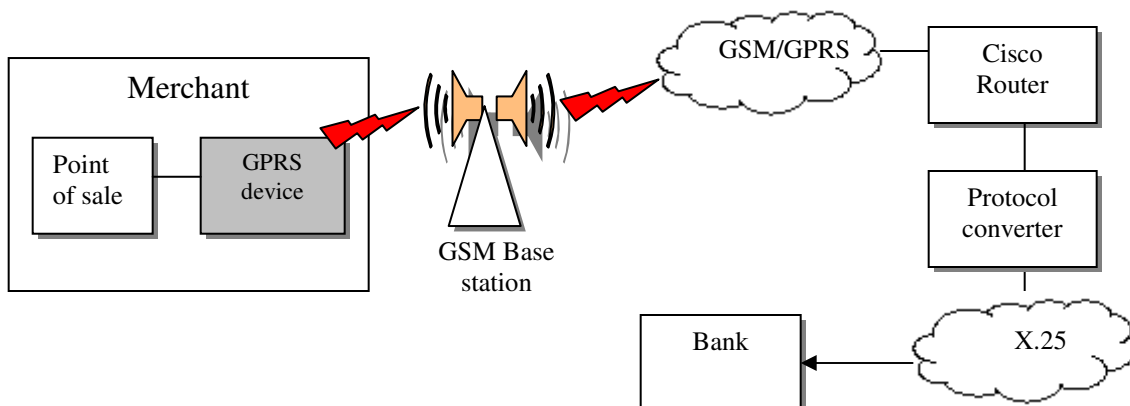 Merchant
Point
of sale
GPRS
device
GSM Base
station
GSM/GPRS
Cisco
Router
Protocol
converter
X.25
Bank